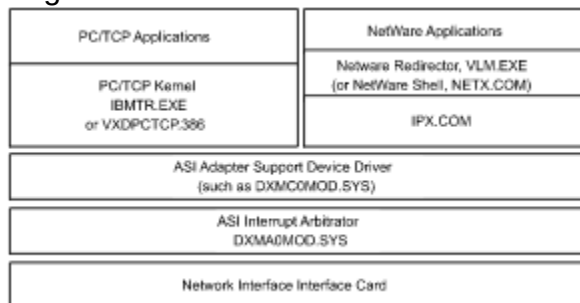 PC/TCP Applications
PC/TCP Kernel
IBMTR.EXE
or VXDPCTCP.386
NetWare Applications
Netware Redirector, VLM.EXE
(or NetWare Shell, NETX.COM)
IPX.COM
ASI Adapter Support Device Driver
(such as DXMC0MOD.SYS)
ASI Interrupt Arbitrator
DXMA0MOD.SYS
Network Interface Interface Card